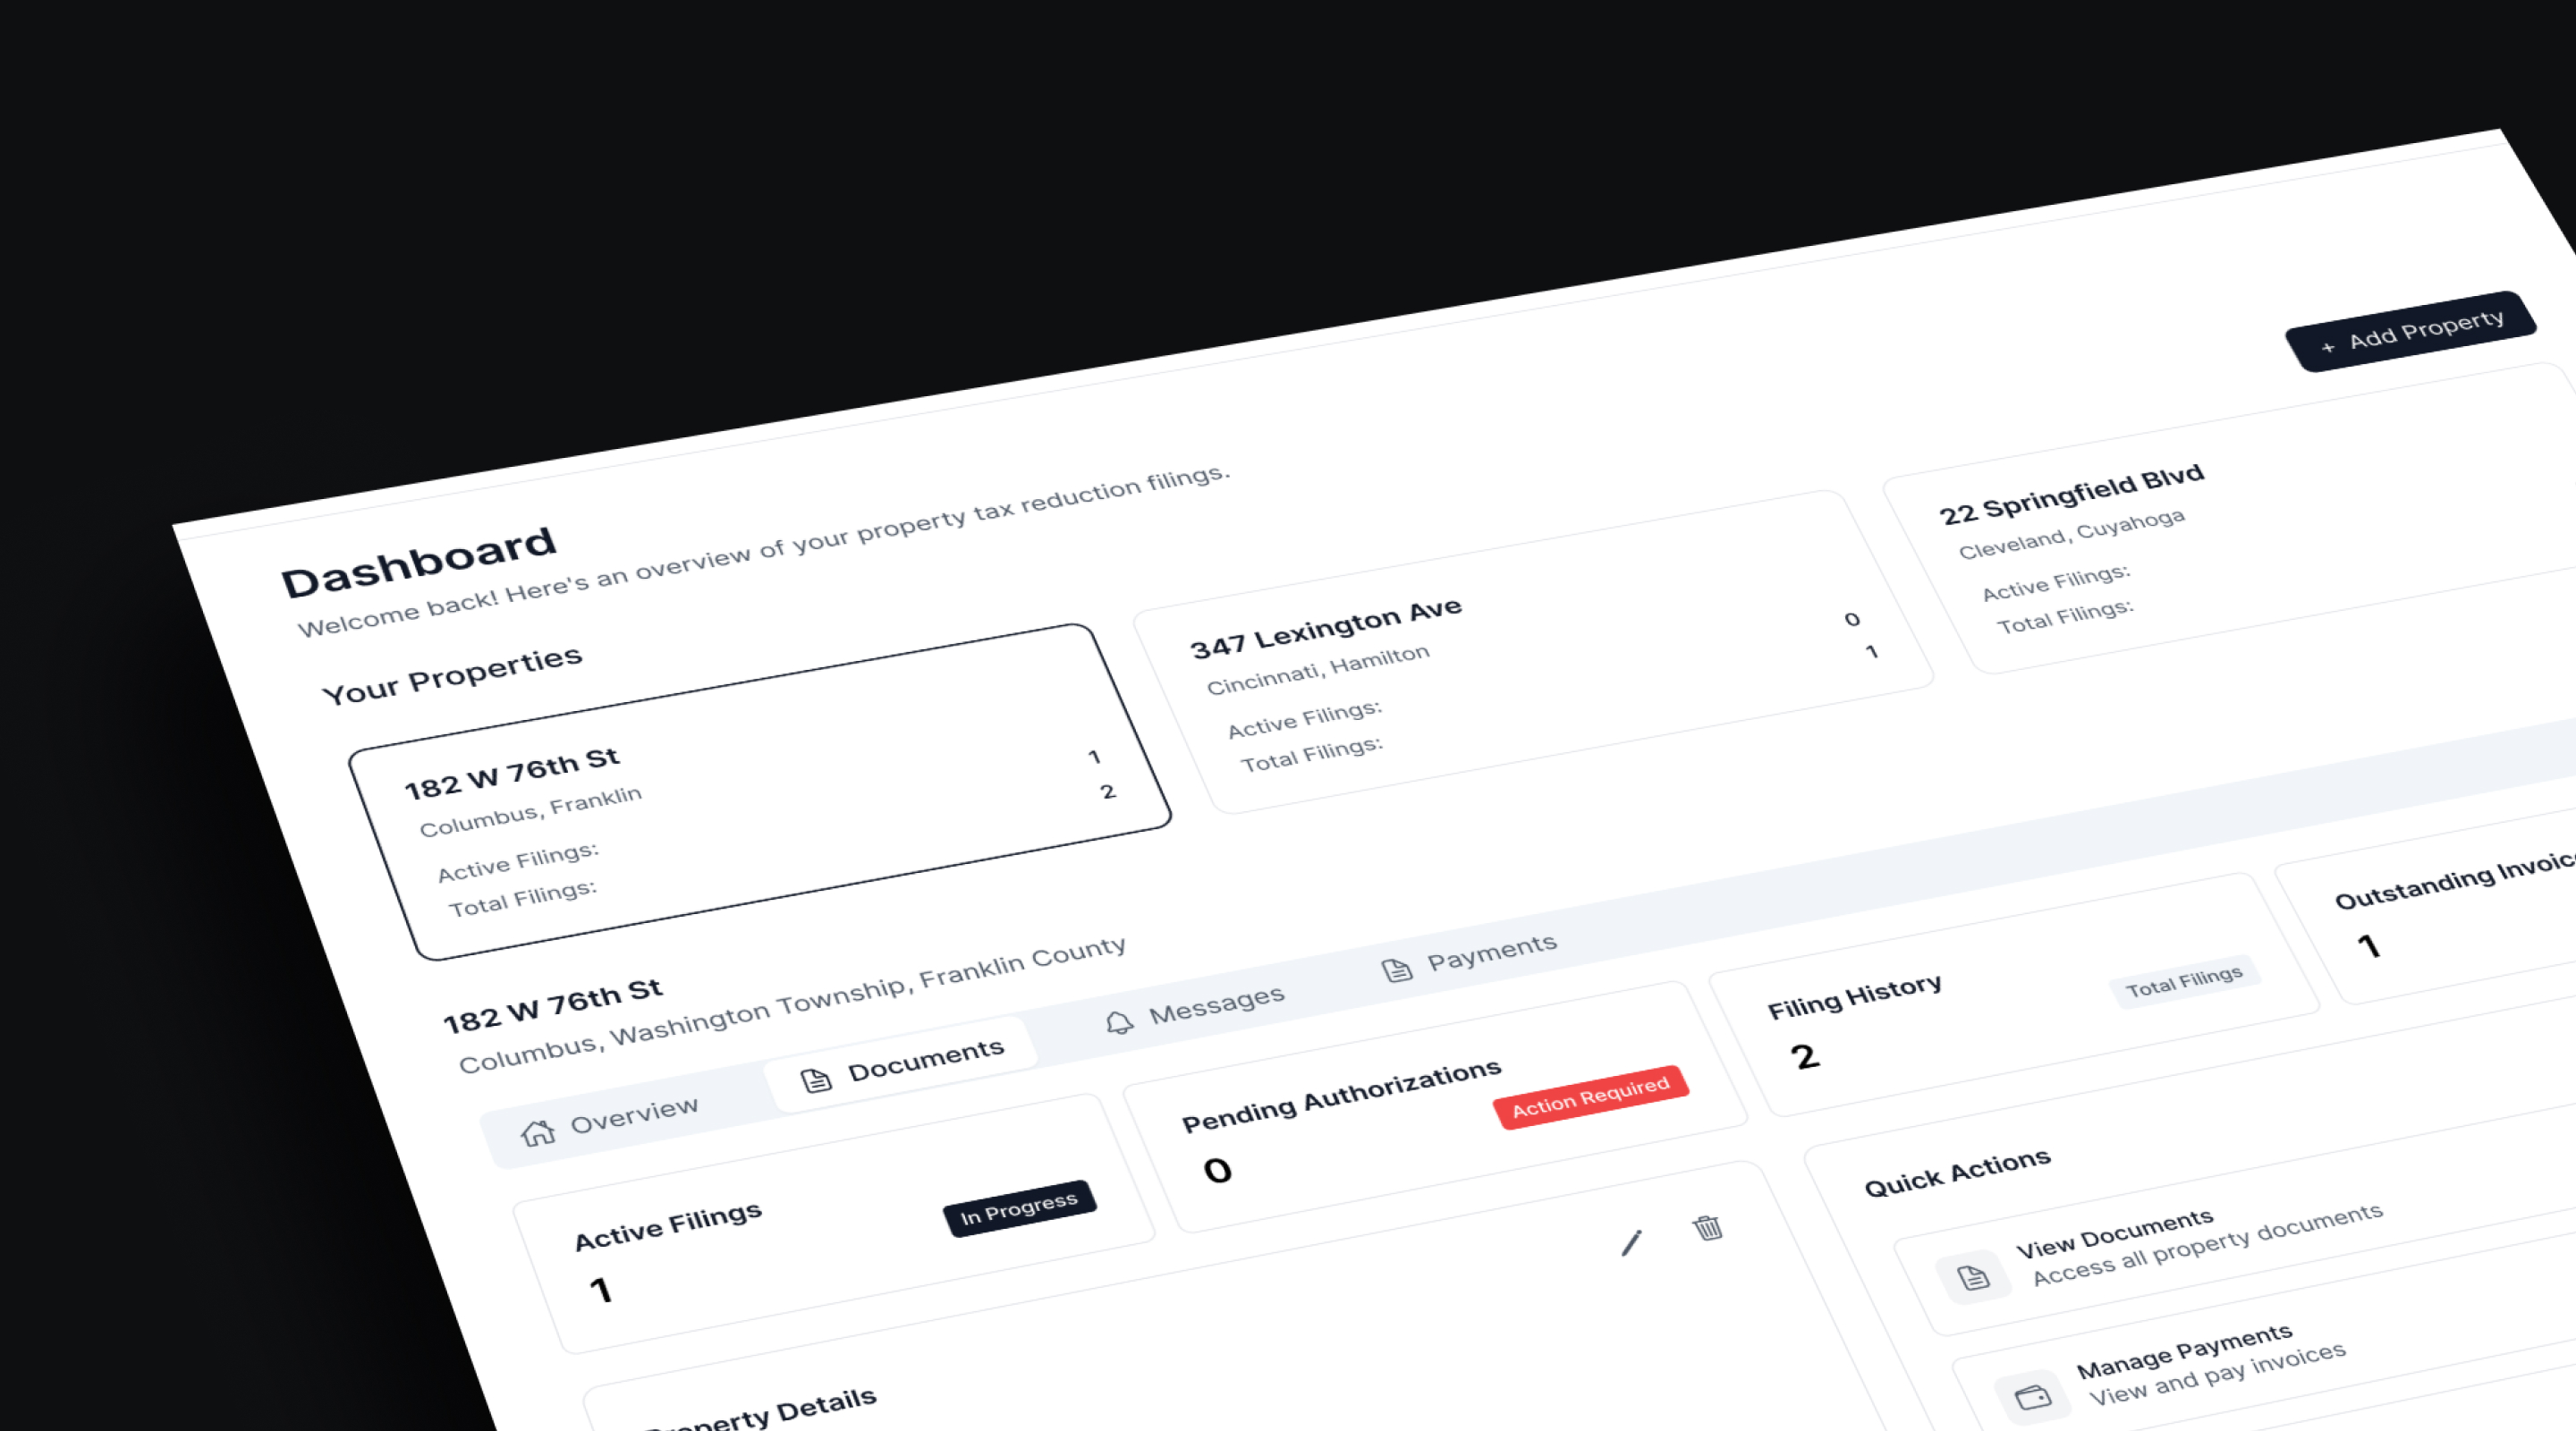 Dashboard
Welcome back! Here's an overview of your property tax reduction filings.
+ Add Property
Your Properties
182 W 76th St
Columbus, Franklin
Active Filings: 1
Total Filings: 2
347 Lexington Ave
Cincinnati, Hamilton
Active Filings: 0
Total Filings: 1
22 Springfield Blvd
Cleveland, Cuyahoga
Active Filings:
Total Filings:
182 W 76th St
Columbus, Washington Township, Franklin County
Overview
Documents
Messages
Payments
Active Filings
1
In Progress
Pending Authorizations
0
Action Required
Filing History
2
Total Filings
Outstanding
1
Property Details
Quick Actions
View Documents
Access all property documents
Manage Payments
View and pay invoices